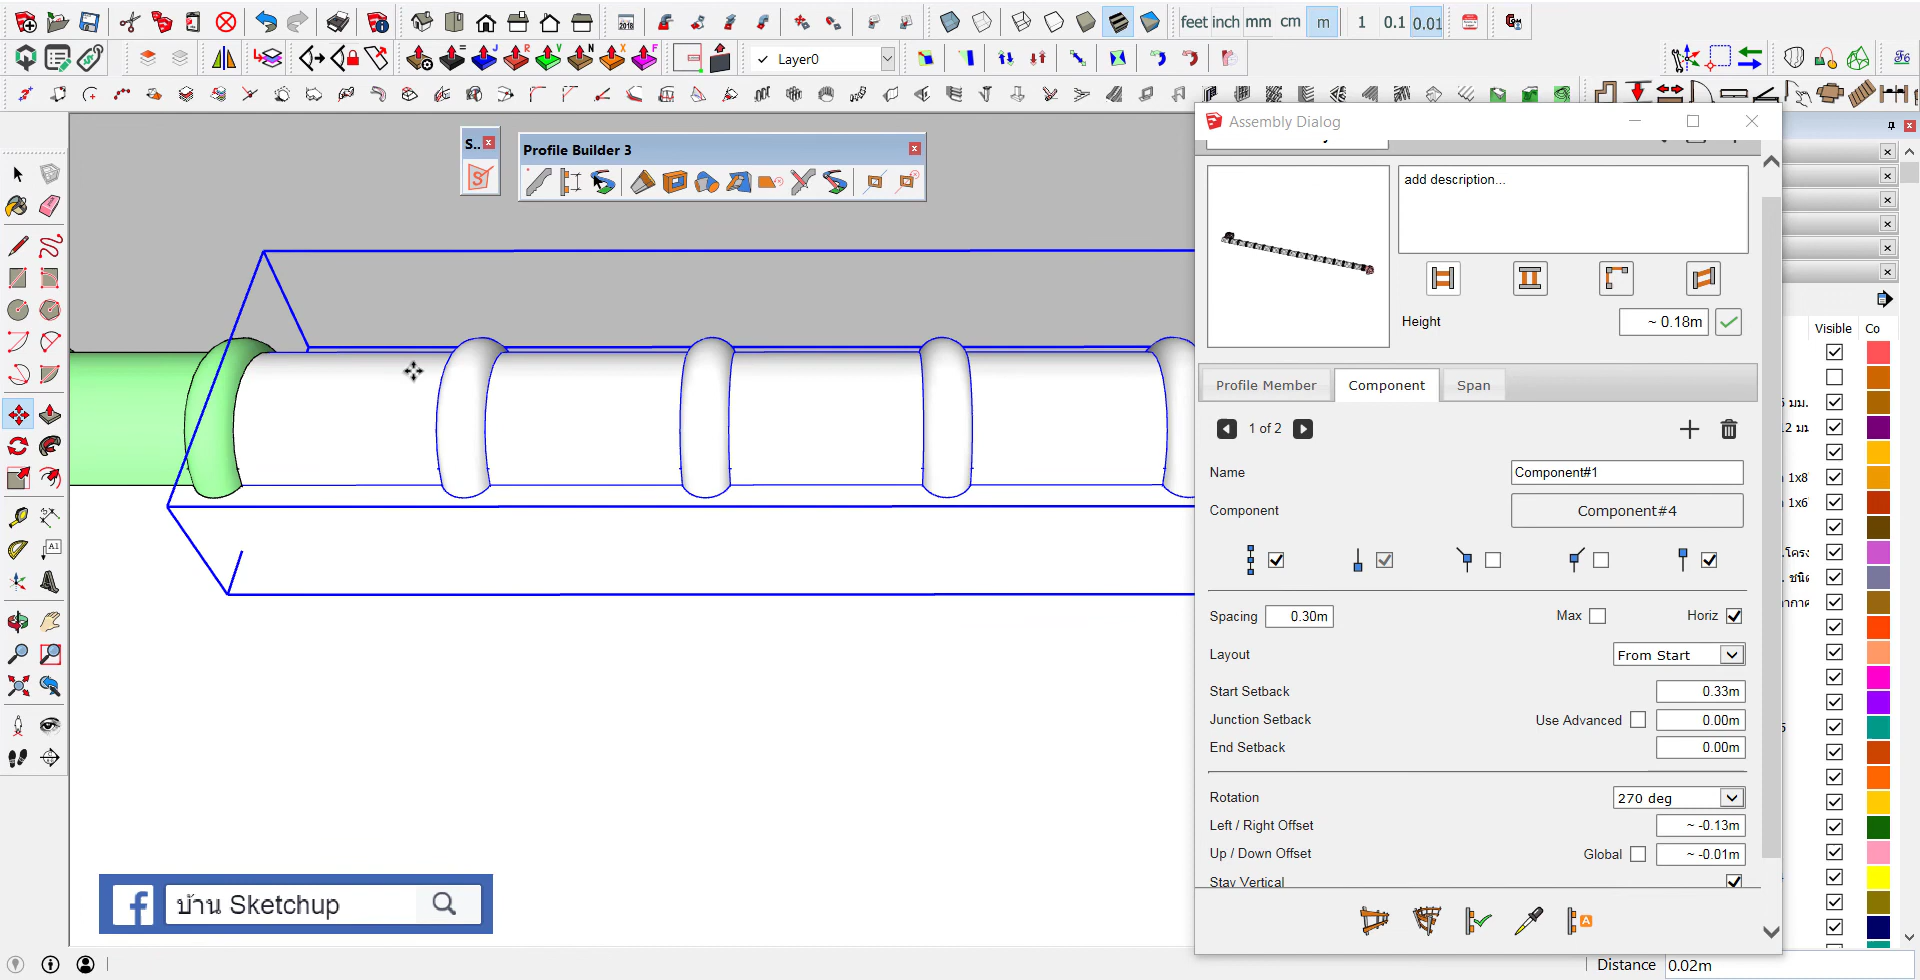 feet inch mm cm m 1 0.1 0.01
Layer0
S..
Profile Builder 3
Assembly Dialog
add description...
Height ~ 0.18m
Visible Co
Profile Member Component Span
1 of 2
Name Component#1
Component Component#4
Spacing 0.30m Max Horiz
Layout From Start
Start Setback 0.33m
Junction Setback Use Advanced 0.00m
End Setback 0.00m
Rotation 270 deg
Left / Right Offset ~ -0.13m
Up / Down Offset Global ~ -0.01m
Stay Vertical
บ้าน Sketchup
Distance 0.02m